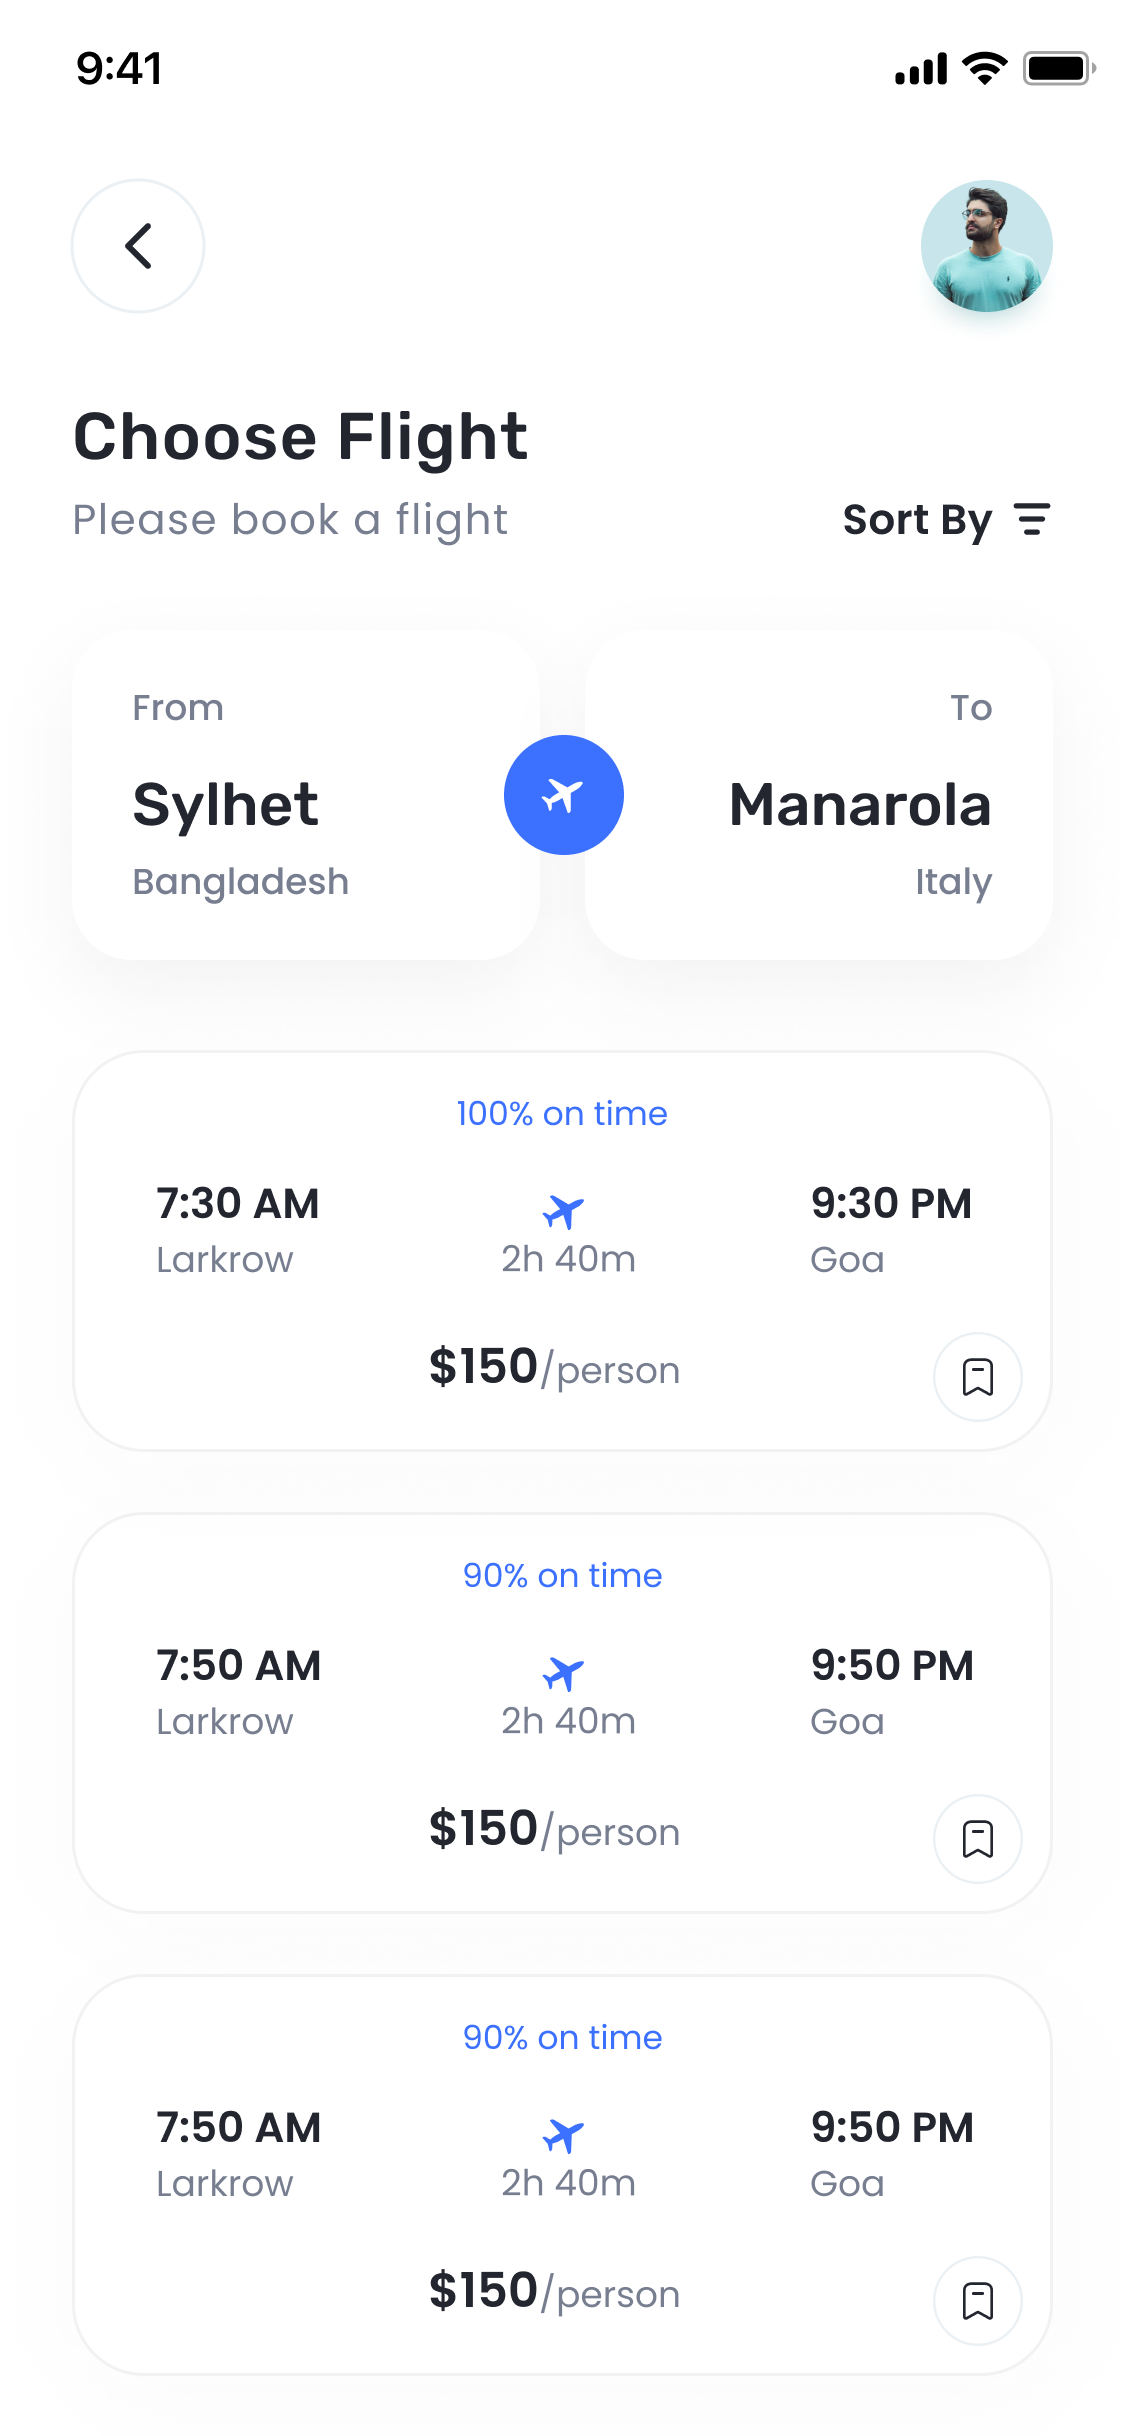 9:41
Choose Flight
Please book a flight
Sort By
From
To
Sylhet
Manarola
Bangladesh
Italy
100% on time
7:30 AM
9:30 PM
Larkrow
2h 40m
Goa
$150/person
90% on time
7:50 AM
9:50 PM
Larkrow
2h 40m
Goa
$150/person
90% on time
7:50 AM
9:50 PM
Larkrow
2h 40m
Goa
$150/person